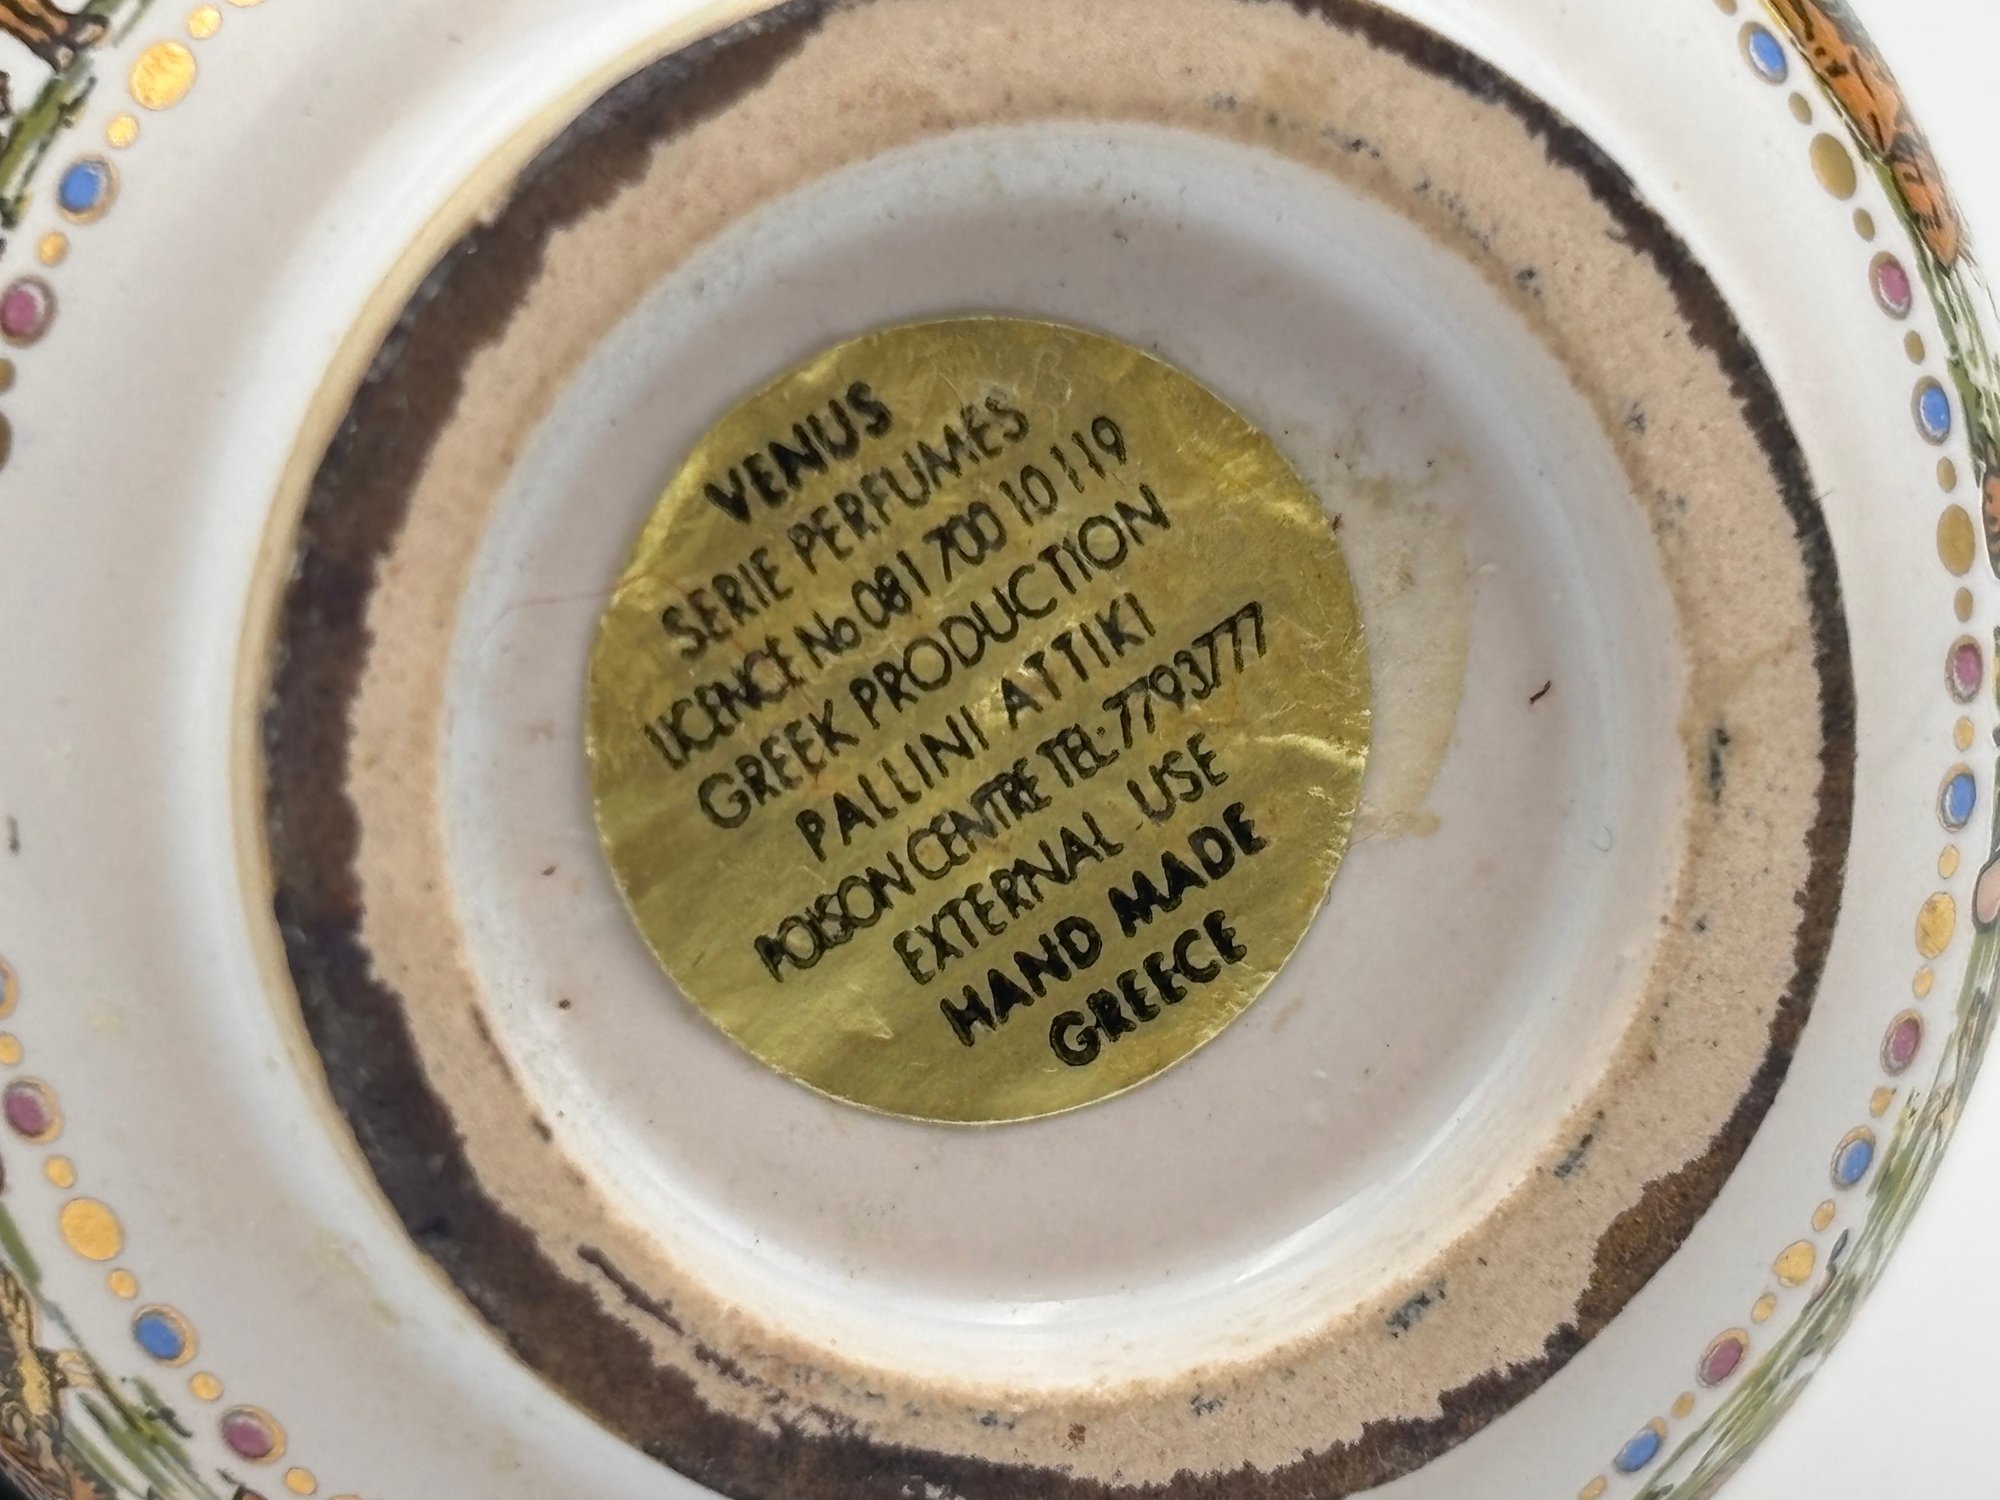 VENUS
SERIE PERFUMES
LICENCE No 081 700 10 119
GREEK PRODUCTION
PALLINI ATTIKI
POISON CENTRE TEL: 7793777
EXTERNAL USE
HAND MADE
GREECE